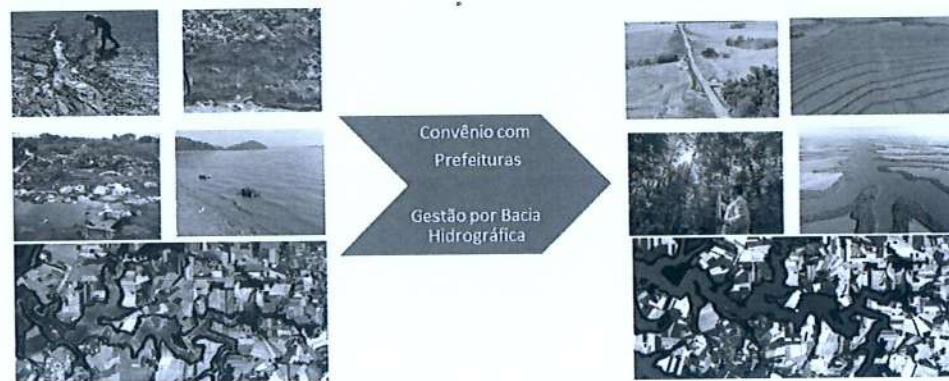 Convênio com
Prefeituras
Gestão por Bacia
Hidrográfica